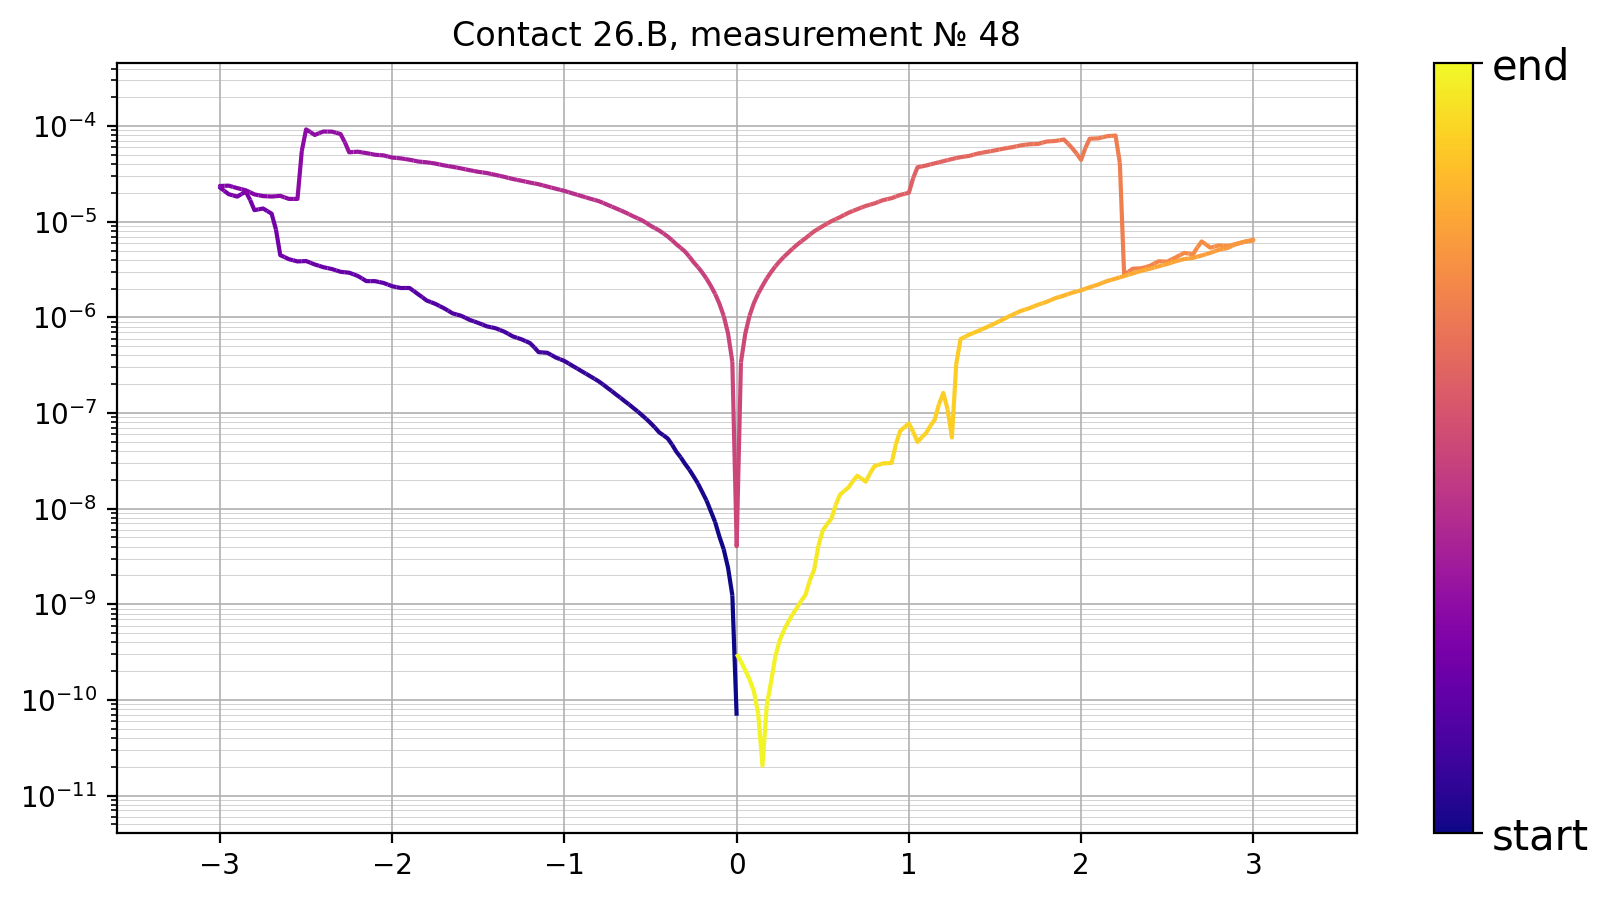 Contact 26.B, measurement № 48
10⁻⁴
10⁻⁵
10⁻⁶
10⁻⁷
10⁻⁸
10⁻⁹
10⁻¹⁰
10⁻¹¹
−3 −2 −1 0 1 2 3
end
start